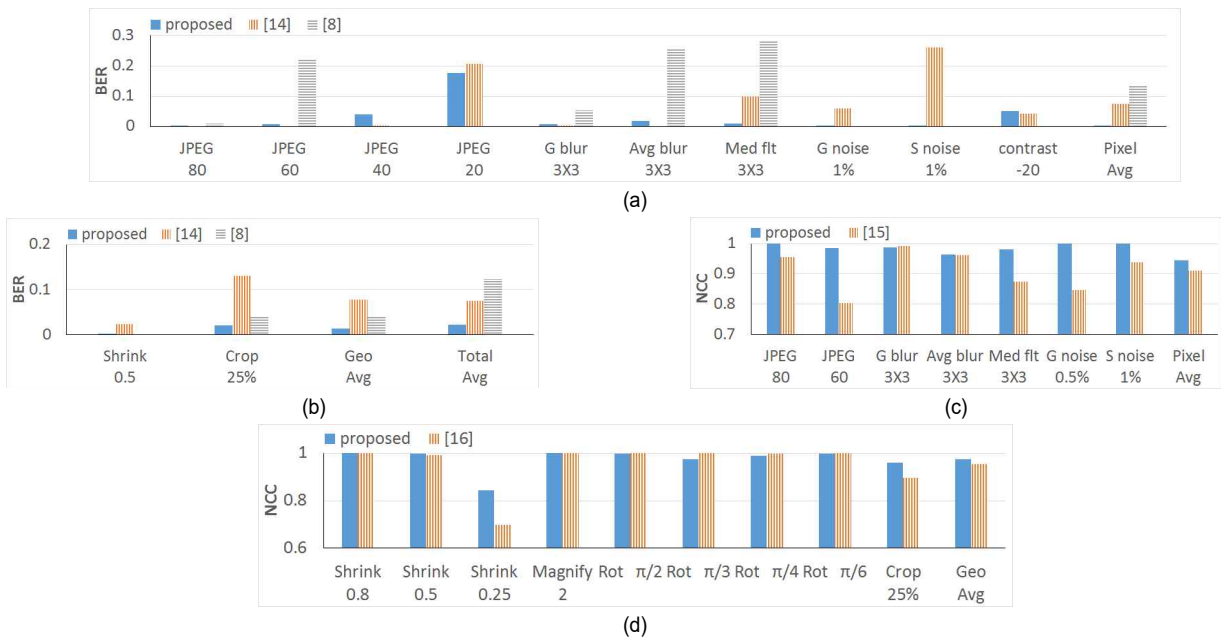 proposed [14] [8]
0.3
0.2
0.1
0
BER
JPEG 80
JPEG 60
JPEG 40
JPEG 20
G blur 3X3
Avg blur 3X3
Med flt 3X3
G noise 1%
S noise 1%
contrast -20
Pixel Avg
(a)
proposed [14] [8]
0.2
0.1
0
BER
Shrink 0.5
Crop 25%
Geo Avg
Total Avg
(b)
proposed [15]
1
0.9
0.8
0.7
NCC
JPEG 80
JPEG 60
G blur 3X3
Avg blur 3X3
Med flt 3X3
G noise 0.5%
S noise 1%
Pixel Avg
(c)
proposed [16]
1
0.8
0.6
NCC
Shrink 0.8
Shrink 0.5
Shrink 0.25
Magnify 2
Rot π/2
Rot π/3
Rot π/4
Rot π/6
Crop 25%
Geo Avg
(d)